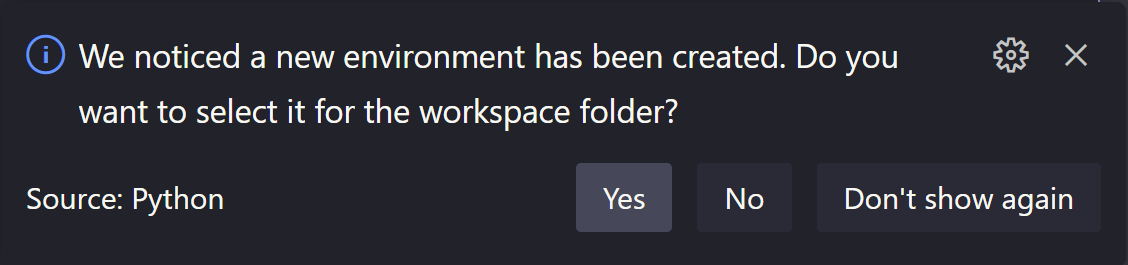 We noticed a new environment has been created. Do you
want to select it for the workspace folder?
Source: Python
Yes
No
Don't show again